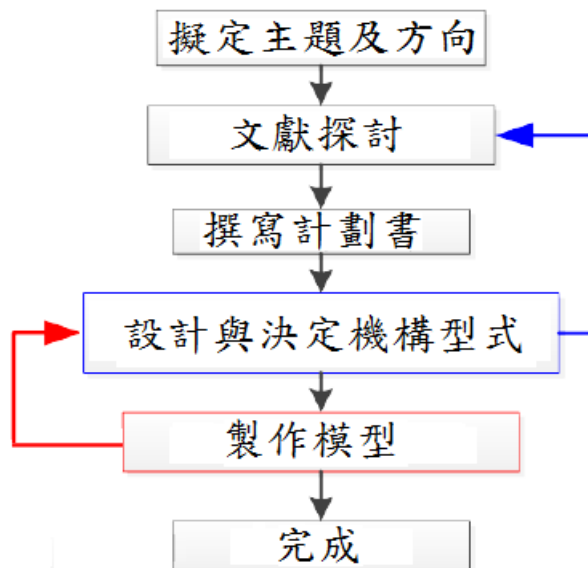 擬定主題及方向
文獻探討
撰寫計劃書
設計與決定機構型式
製作模型
完成